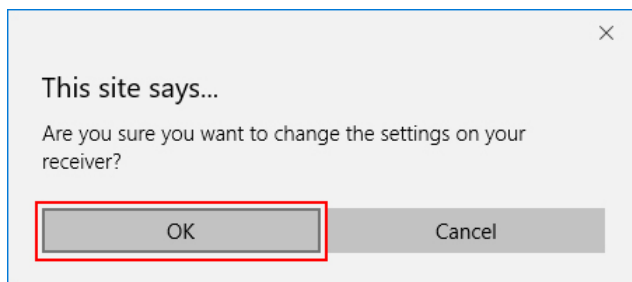 This site says...
Are you sure you want to change the settings on your
receiver?
OK
Cancel